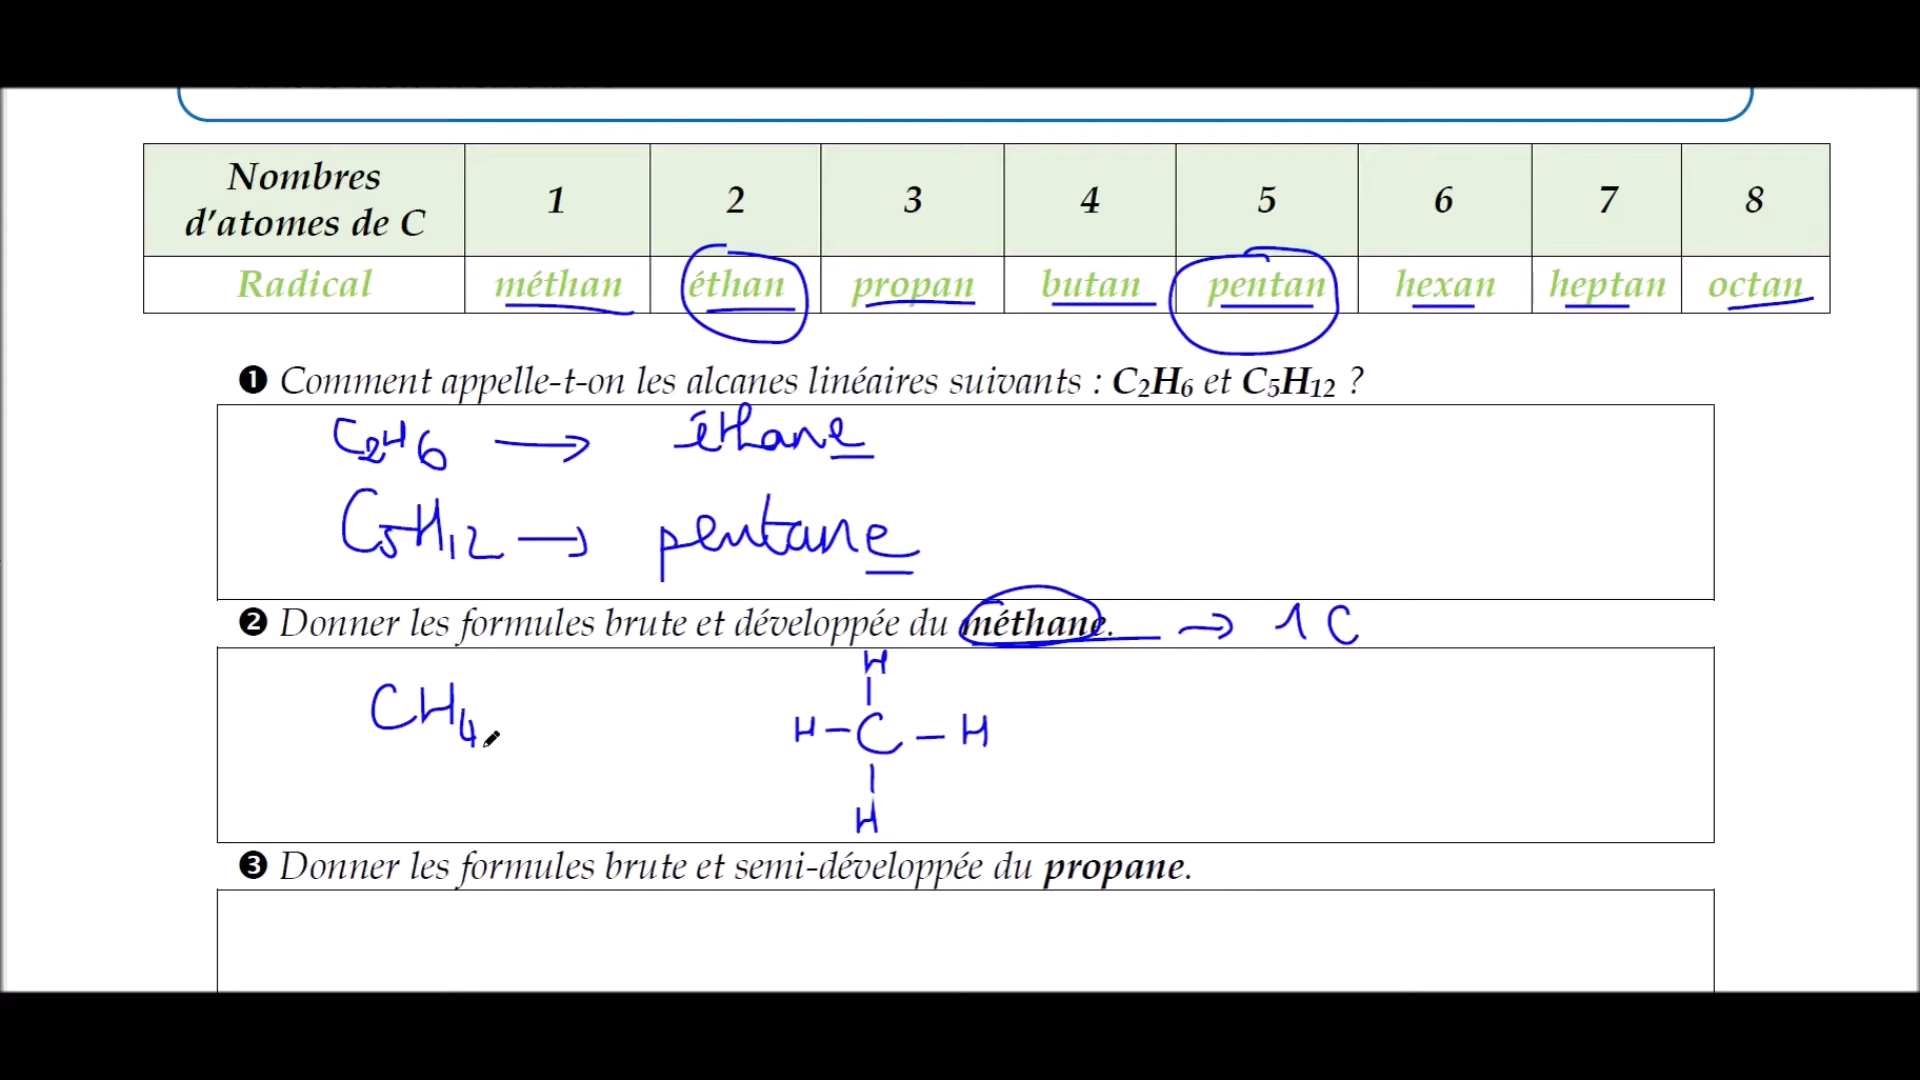 Nombres d'atomes de C 1 2 3 4 5 6 7 8
Radical méthan éthan propan butan pentan hexan heptan octan
❶ Comment appelle-t-on les alcanes linéaires suivants : C₂H₆ et C₅H₁₂ ?
C₂H₆ → éthane
C₅H₁₂ → pentane
❷ Donner les formules brute et développée du méthane. → 1 C
H
CH₄ H – C – H
H
❸ Donner les formules brute et semi-développée du propane.